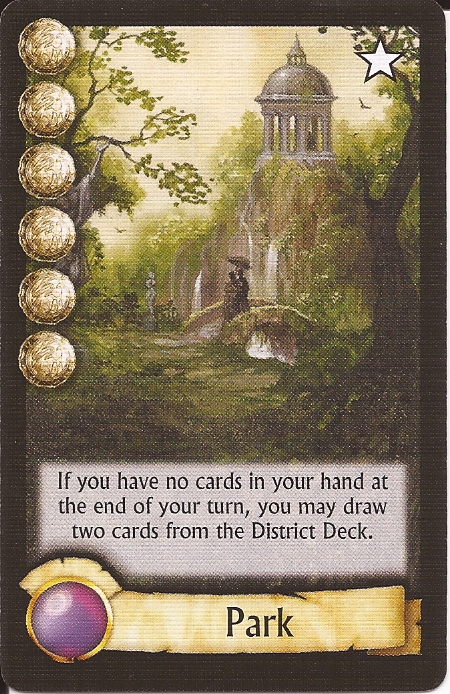 If you have no cards in your hand at
the end of your turn, you may draw
two cards from the District Deck.
Park